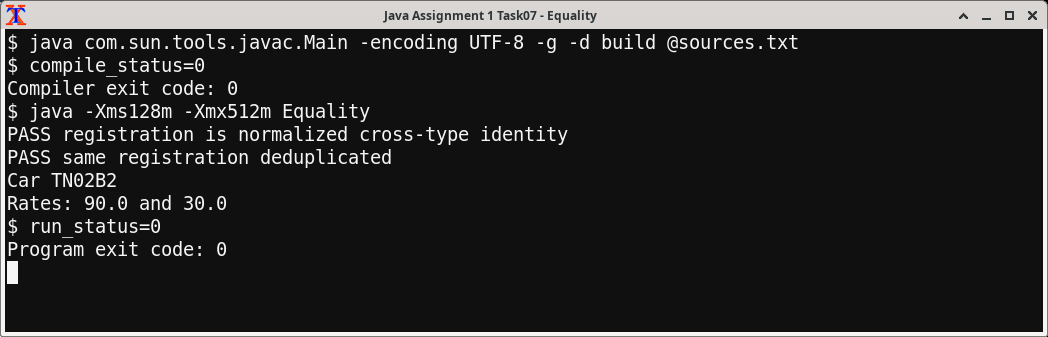 Java Assignment 1 Task07 - Equality
$ java com.sun.tools.javac.Main -encoding UTF-8 -g -d build @sources.txt
$ compile_status=0
Compiler exit code: 0
$ java -Xms128m -Xmx512m Equality
PASS registration is normalized cross-type identity
PASS same registration deduplicated
Car TN02B2
Rates: 90.0 and 30.0
$ run_status=0
Program exit code: 0